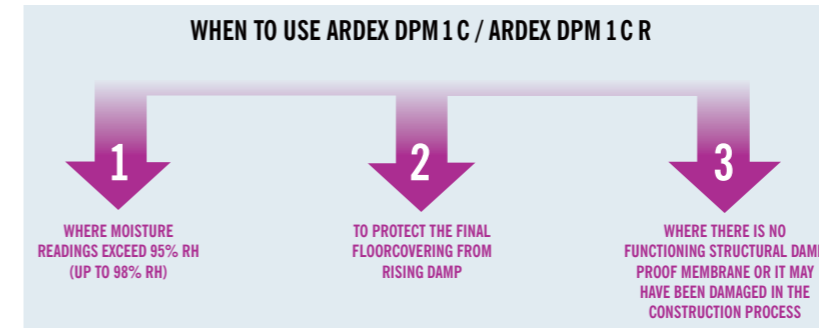 WHEN TO USE ARDEX DPM 1 C / ARDEX DPM 1 C R
1
WHERE MOISTURE
READINGS EXCEED 95% RH
(UP TO 98% RH)
2
TO PROTECT THE FINAL
FLOORCOVERING FROM
RISING DAMP
3
WHERE THERE IS NO
FUNCTIONING STRUCTURAL DAM
PROOF MEMBRANE OR IT MAY
HAVE BEEN DAMAGED IN THE
CONSTRUCTION PROCESS